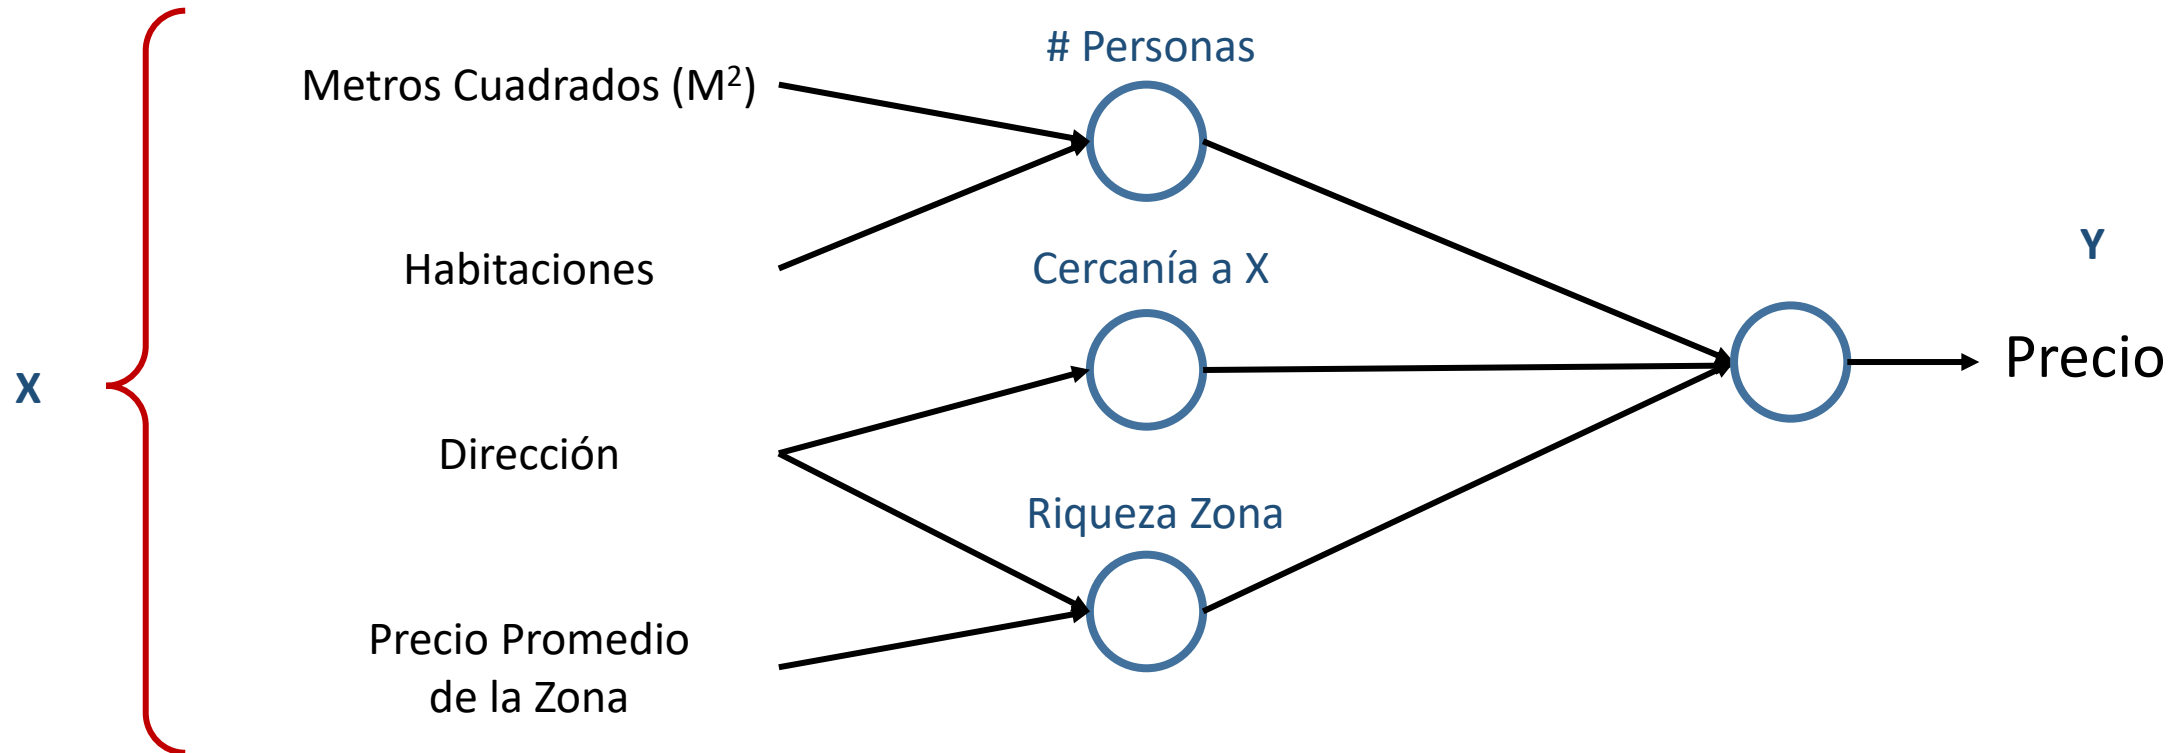 X
Metros Cuadrados (M²)
Habitaciones
Dirección
Precio Promedio
de la Zona
# Personas
Cercanía a X
Riqueza Zona
Y
Precio